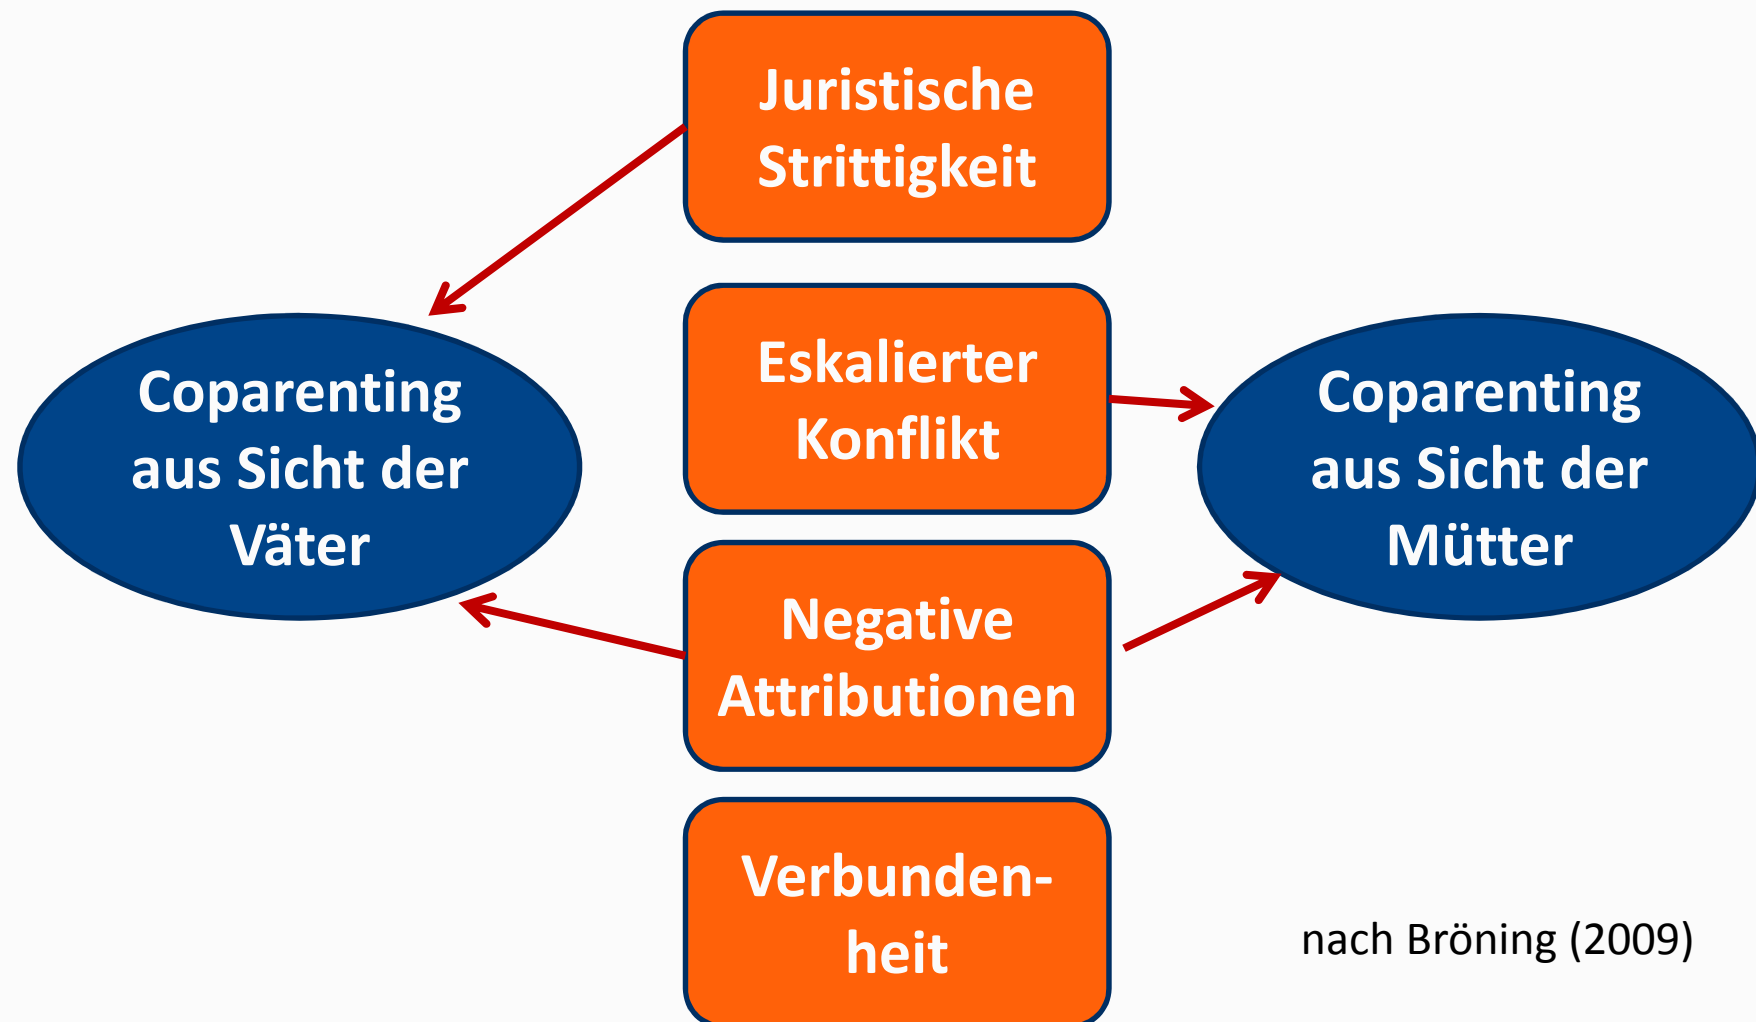 Juristische
Strittigkeit
Eskalierter
Konflikt
Coparenting
aus Sicht der
Väter
Coparenting
aus Sicht der
Mütter
Negative
Attributionen
Verbunden-
heit
nach Bröning (2009)